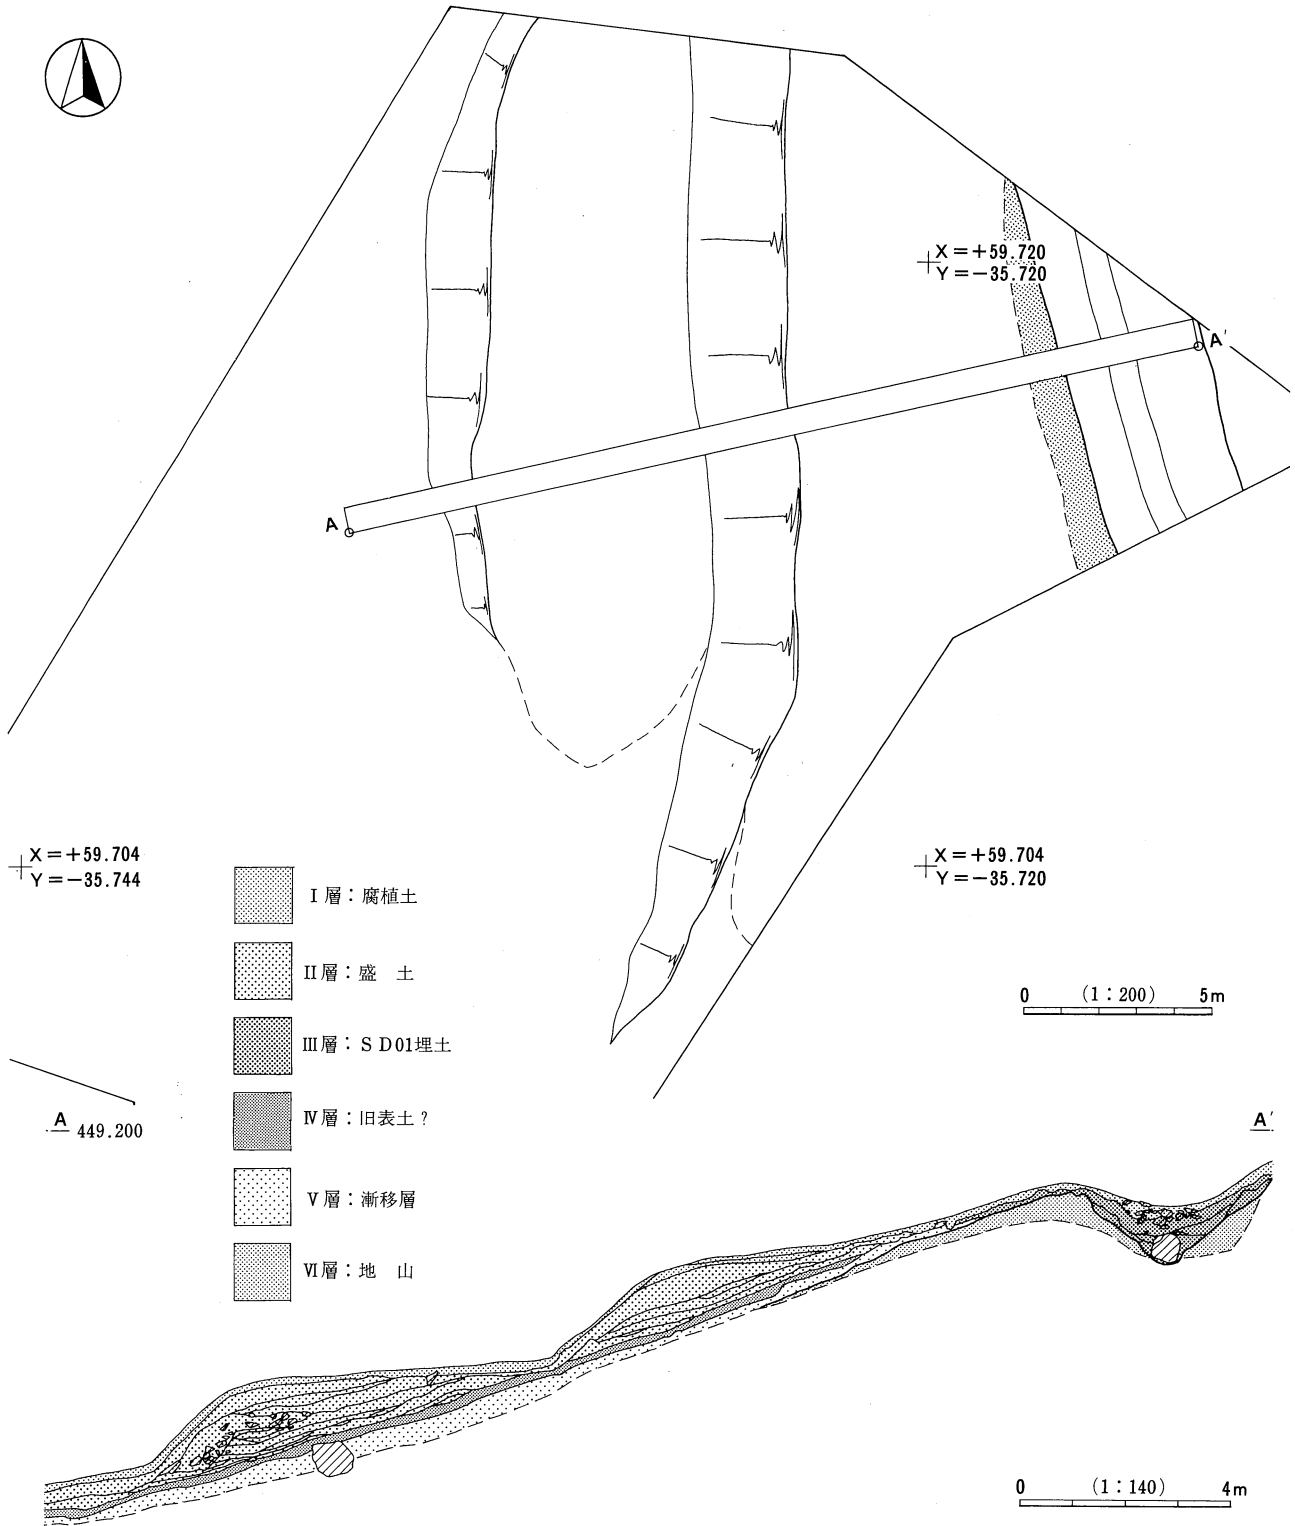 X=+59.720
Y=−35.720
A'
A
X=+59.704
Y=−35.744
X=+59.704
Y=−35.720
Ⅰ層：腐植土
Ⅱ層：盛　土
Ⅲ層：ＳＤ01埋土
Ⅳ層：旧表土？
Ⅴ層：漸移層
Ⅵ層：地　山
0 (1：200) 5m
A 449.200
A'
0 (1：140) 4m